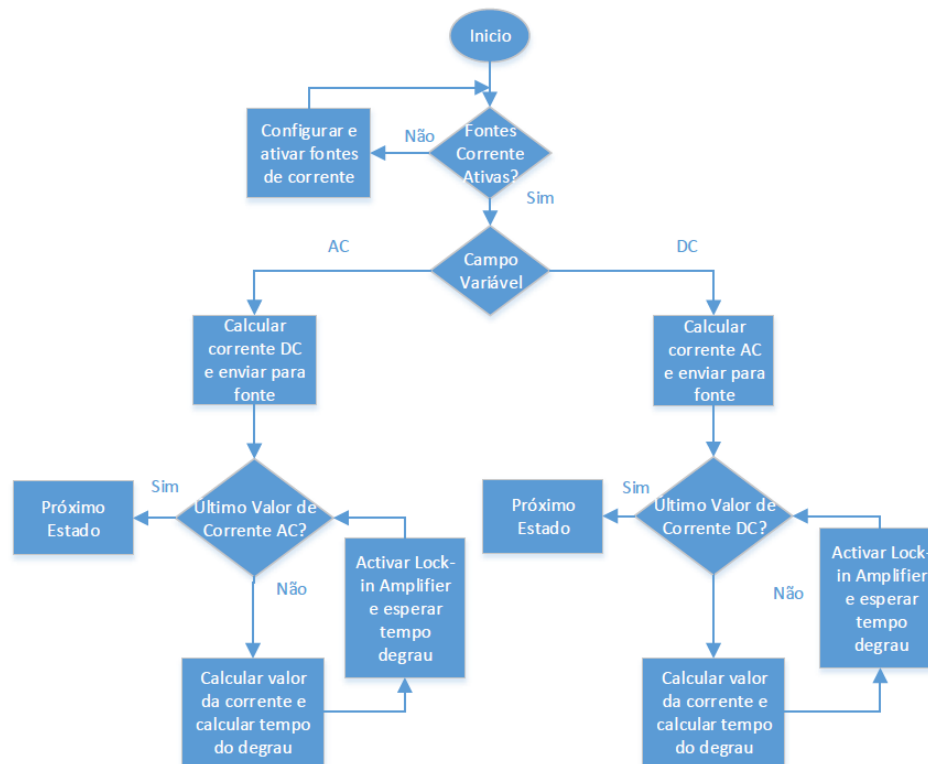 Inicio
Configurar e
ativar fontes
de corrente
Não
Fontes
Corrente
Ativas?
Sim
AC
Campo
Variável
DC
Calcular
corrente DC
e enviar para
fonte
Calcular
corrente AC
e enviar para
fonte
Próximo
Estado
Sim
Último Valor de
Corrente AC?
Não
Activar Lock-
in Amplifier
e esperar
tempo
degrau
Calcular valor
da corrente e
calcular tempo
do degrau
Próximo
Estado
Sim
Último Valor de
Corrente DC?
Não
Activar Lock-
in Amplifier
e esperar
tempo
degrau
Calcular valor
da corrente e
calcular tempo
do degrau